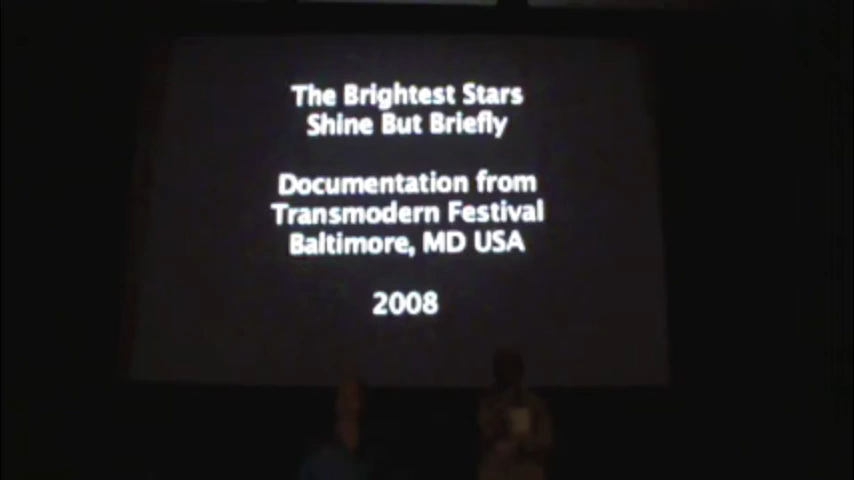 The Brightest Stars
Shine But Briefly
Documentation from
Transmodern Festival
Baltimore, MD USA
2008